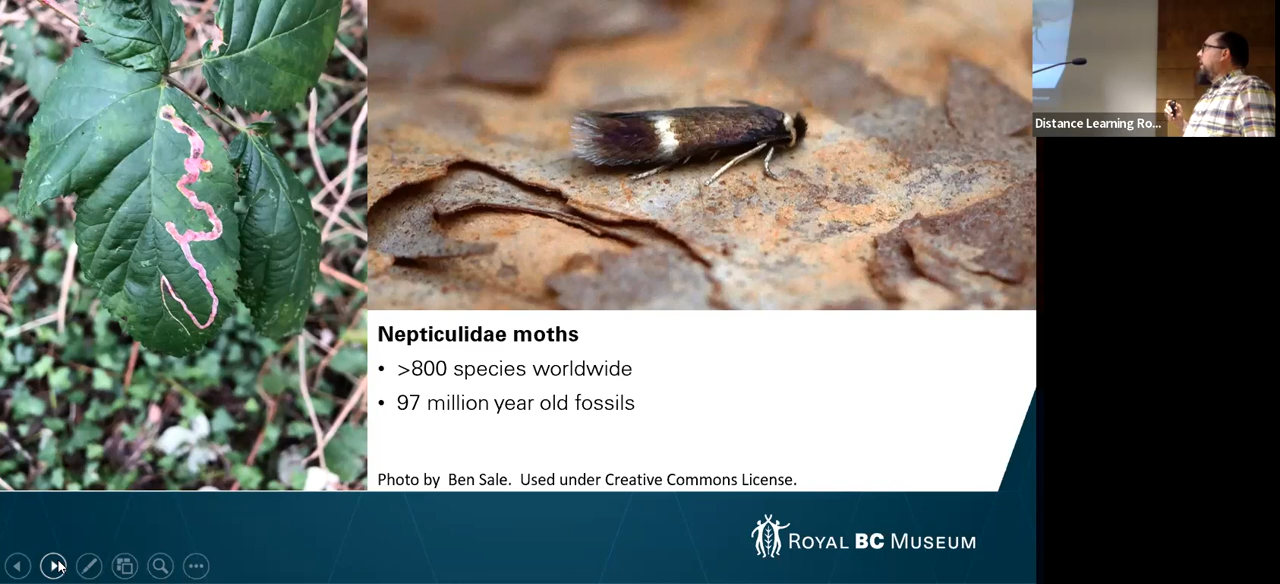 Distance Learning Ro...
Nepticulidae moths
• >800 species worldwide
• 97 million year old fossils
Photo by Ben Sale. Used under Creative Commons License.
ROYAL BC MUSEUM